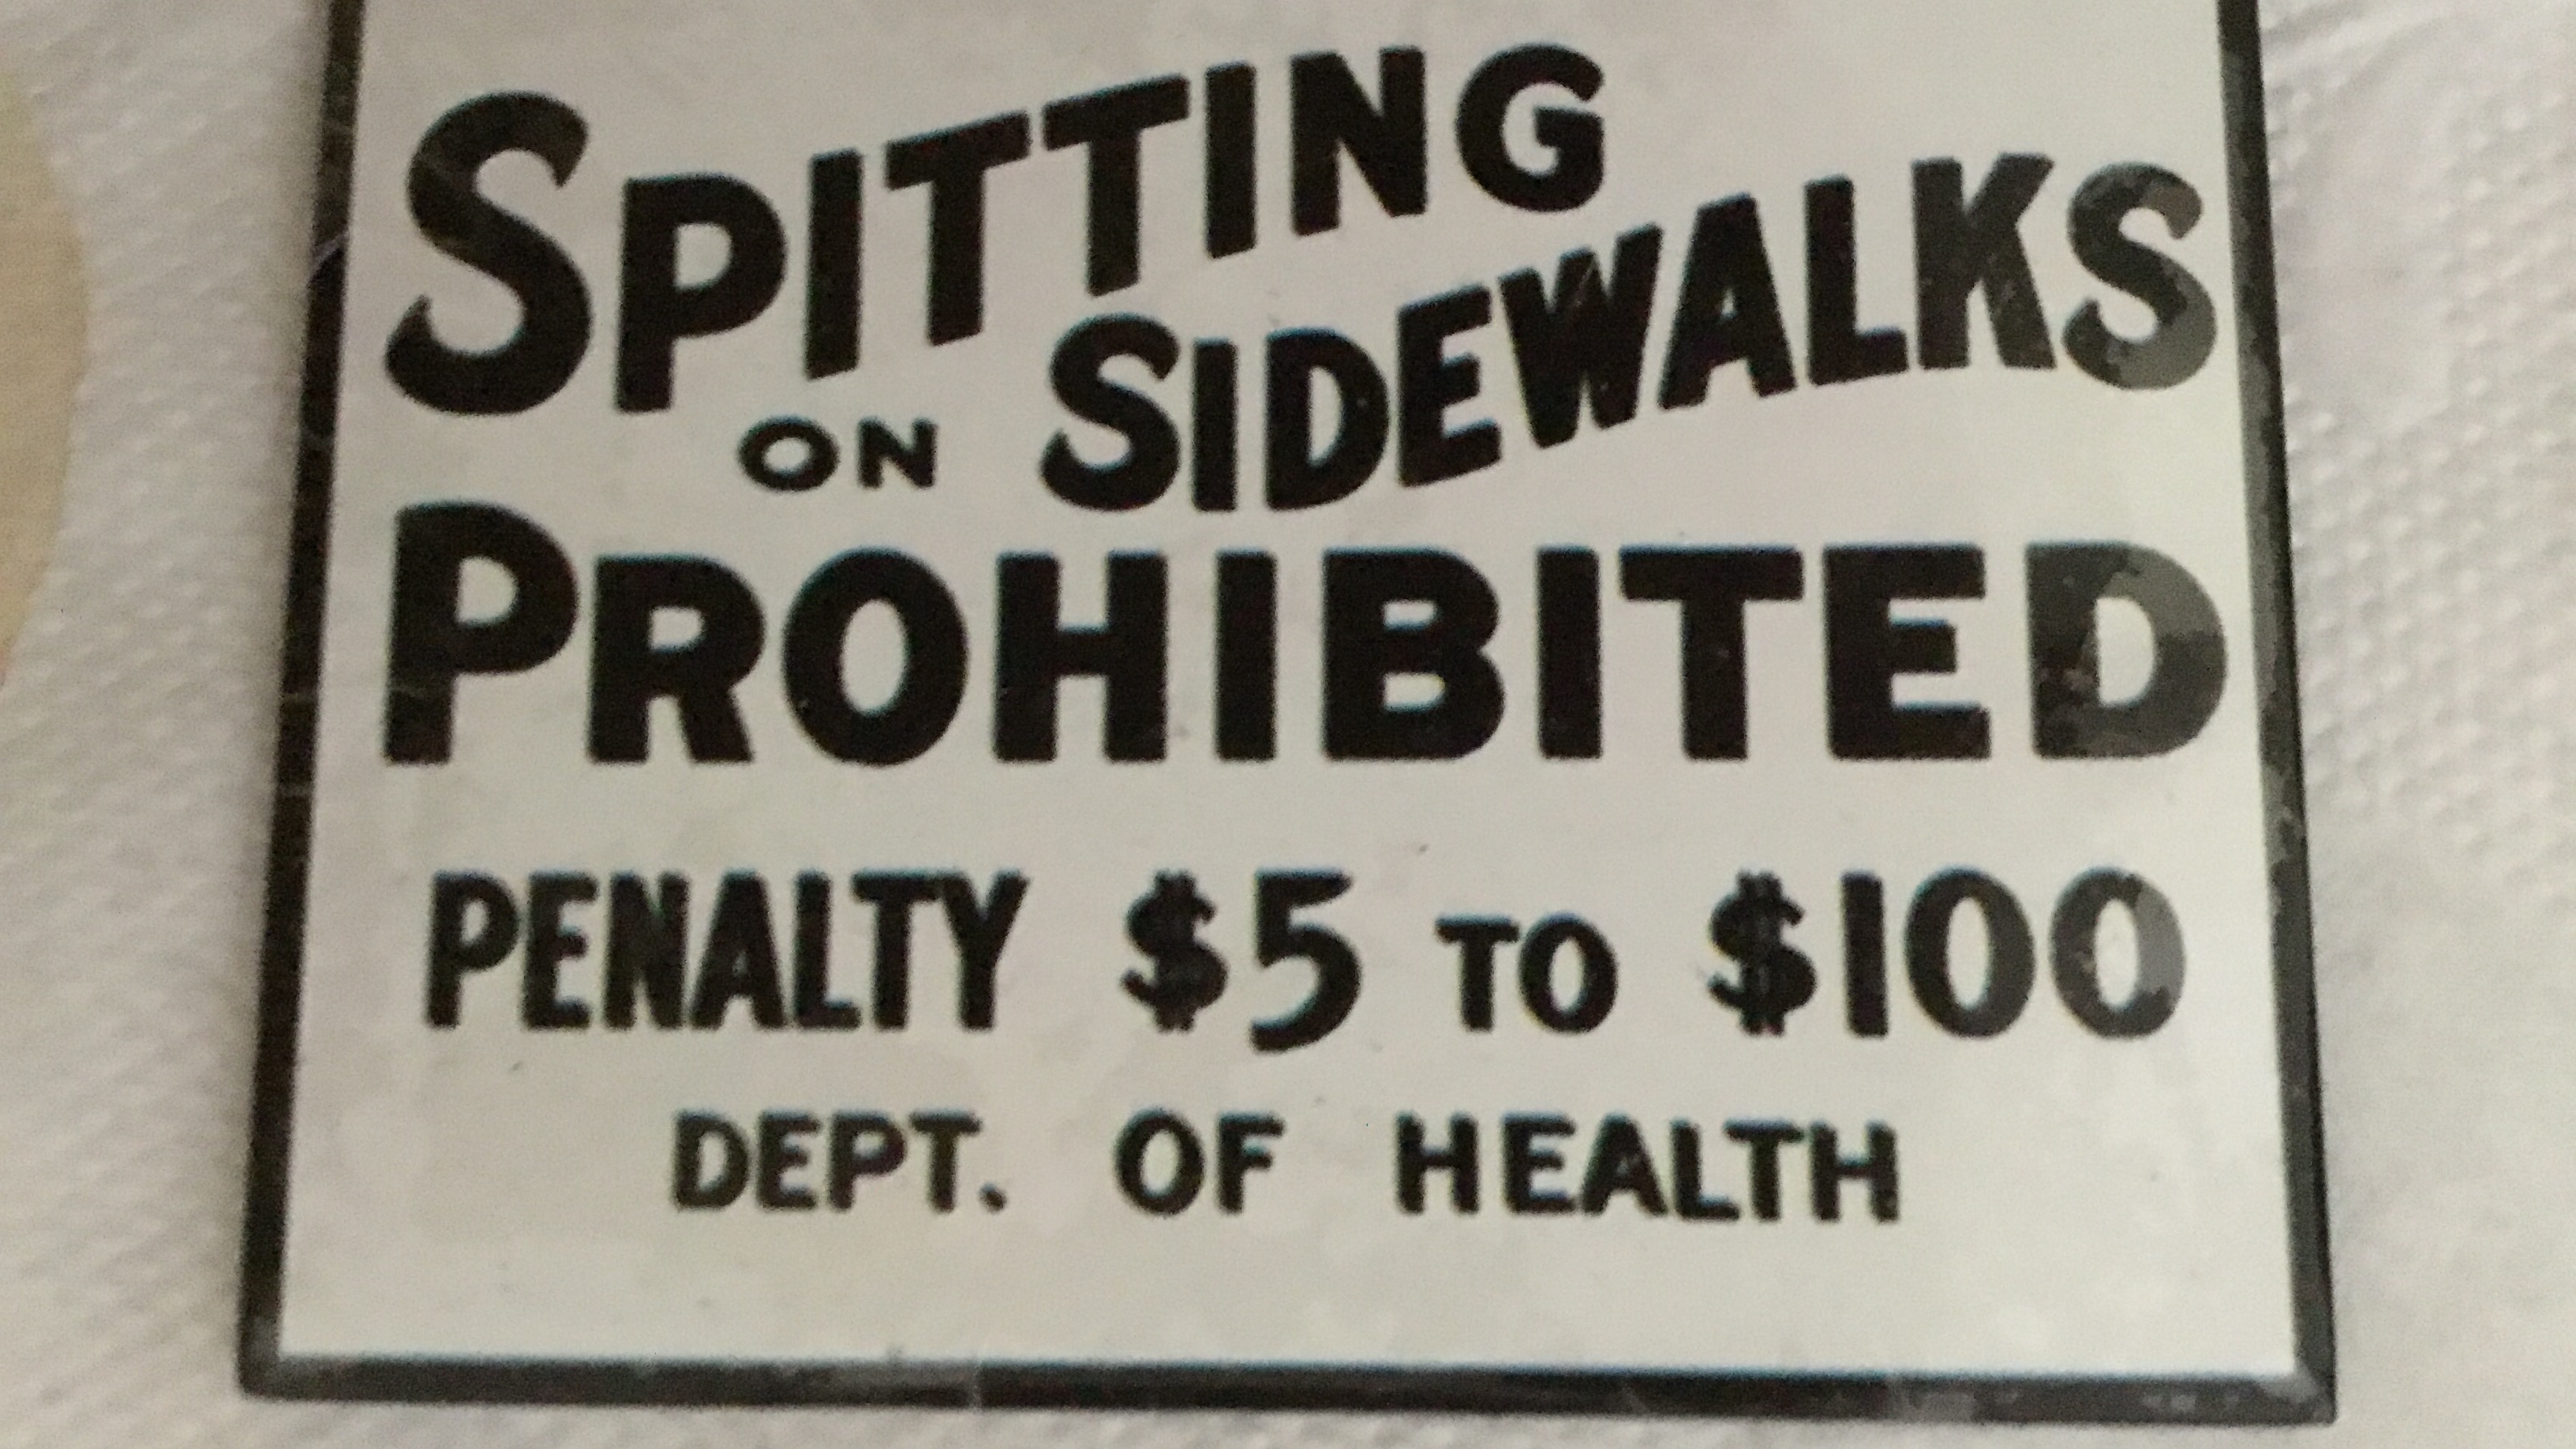 SPITTING
ON SIDEWALKS
PROHIBITED
PENALTY $5 TO $100
DEPT. OF HEALTH